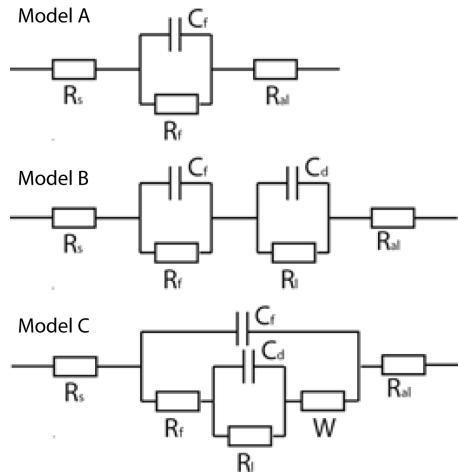 Model A
Cf
Rs
Rf
Ral
Model B
Cf
Cd
Rs
Rf
Rl
Ral
Model C
Cf
Cd
Rs
Rf
Rl
W
Ral